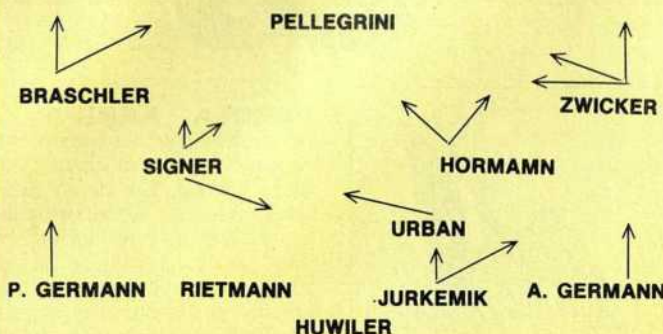 PELLEGRINI
BRASCHLER ZWICKER
SIGNER HORMAMN
URBAN
P. GERMANN RIETMANN JURKEMIK A. GERMANN
HUWILER